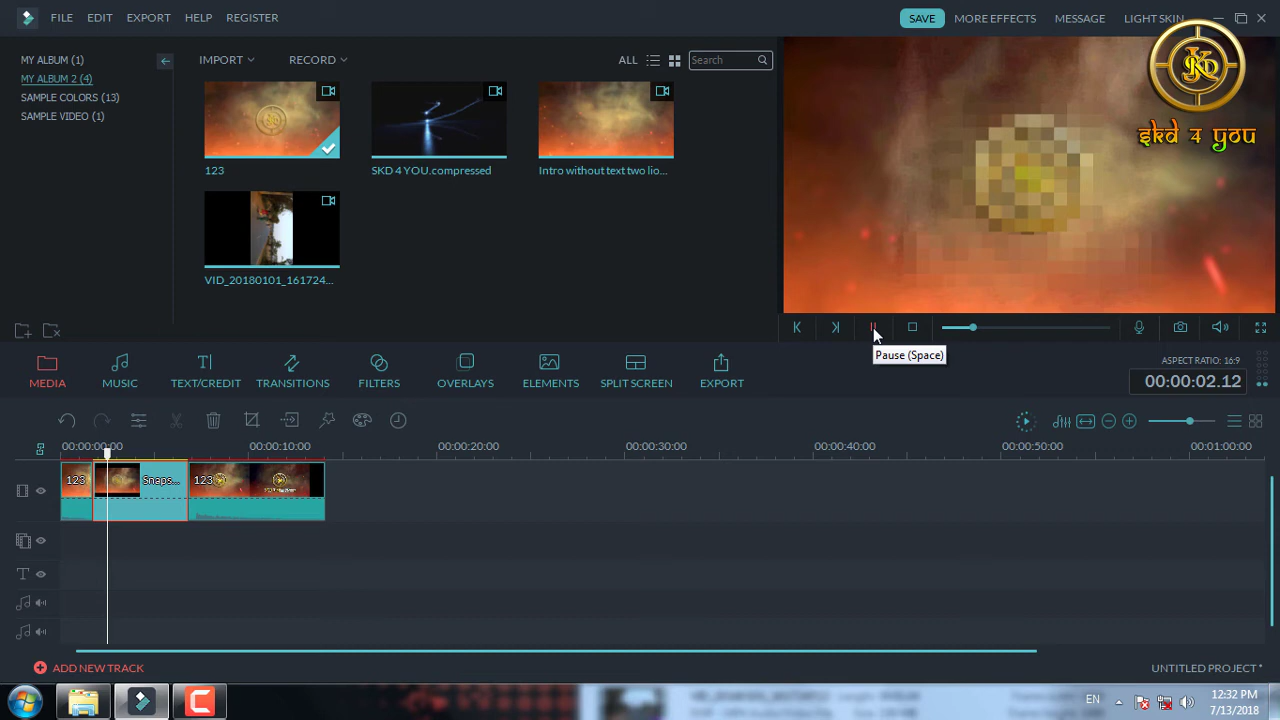 FILE EDIT EXPORT HELP REGISTER SAVE MORE EFFECTS MESSAGE LIGHT SKIN
MY ALBUM (1)
MY ALBUM 2 (4)
SAMPLE COLORS (13)
SAMPLE VIDEO (1)
IMPORT RECORD ALL Search
123 SKD 4 YOU.compressed Intro without text two lio...
VID_20180101_161724...
SKD
skd 4 you
Pause (Space)
MEDIA MUSIC TEXT/CREDIT TRANSITIONS FILTERS OVERLAYS ELEMENTS SPLIT SCREEN EXPORT
ASPECT RATIO: 16:9
00:00:02.12
00:00:00:00 00:00:10:00 00:00:20:00 00:00:30:00 00:00:40:00 00:00:50:00 00:01:00:00
123 Snaps... 123
ADD NEW TRACK
UNTITLED PROJECT *
EN
12:32 PM
7/13/2018